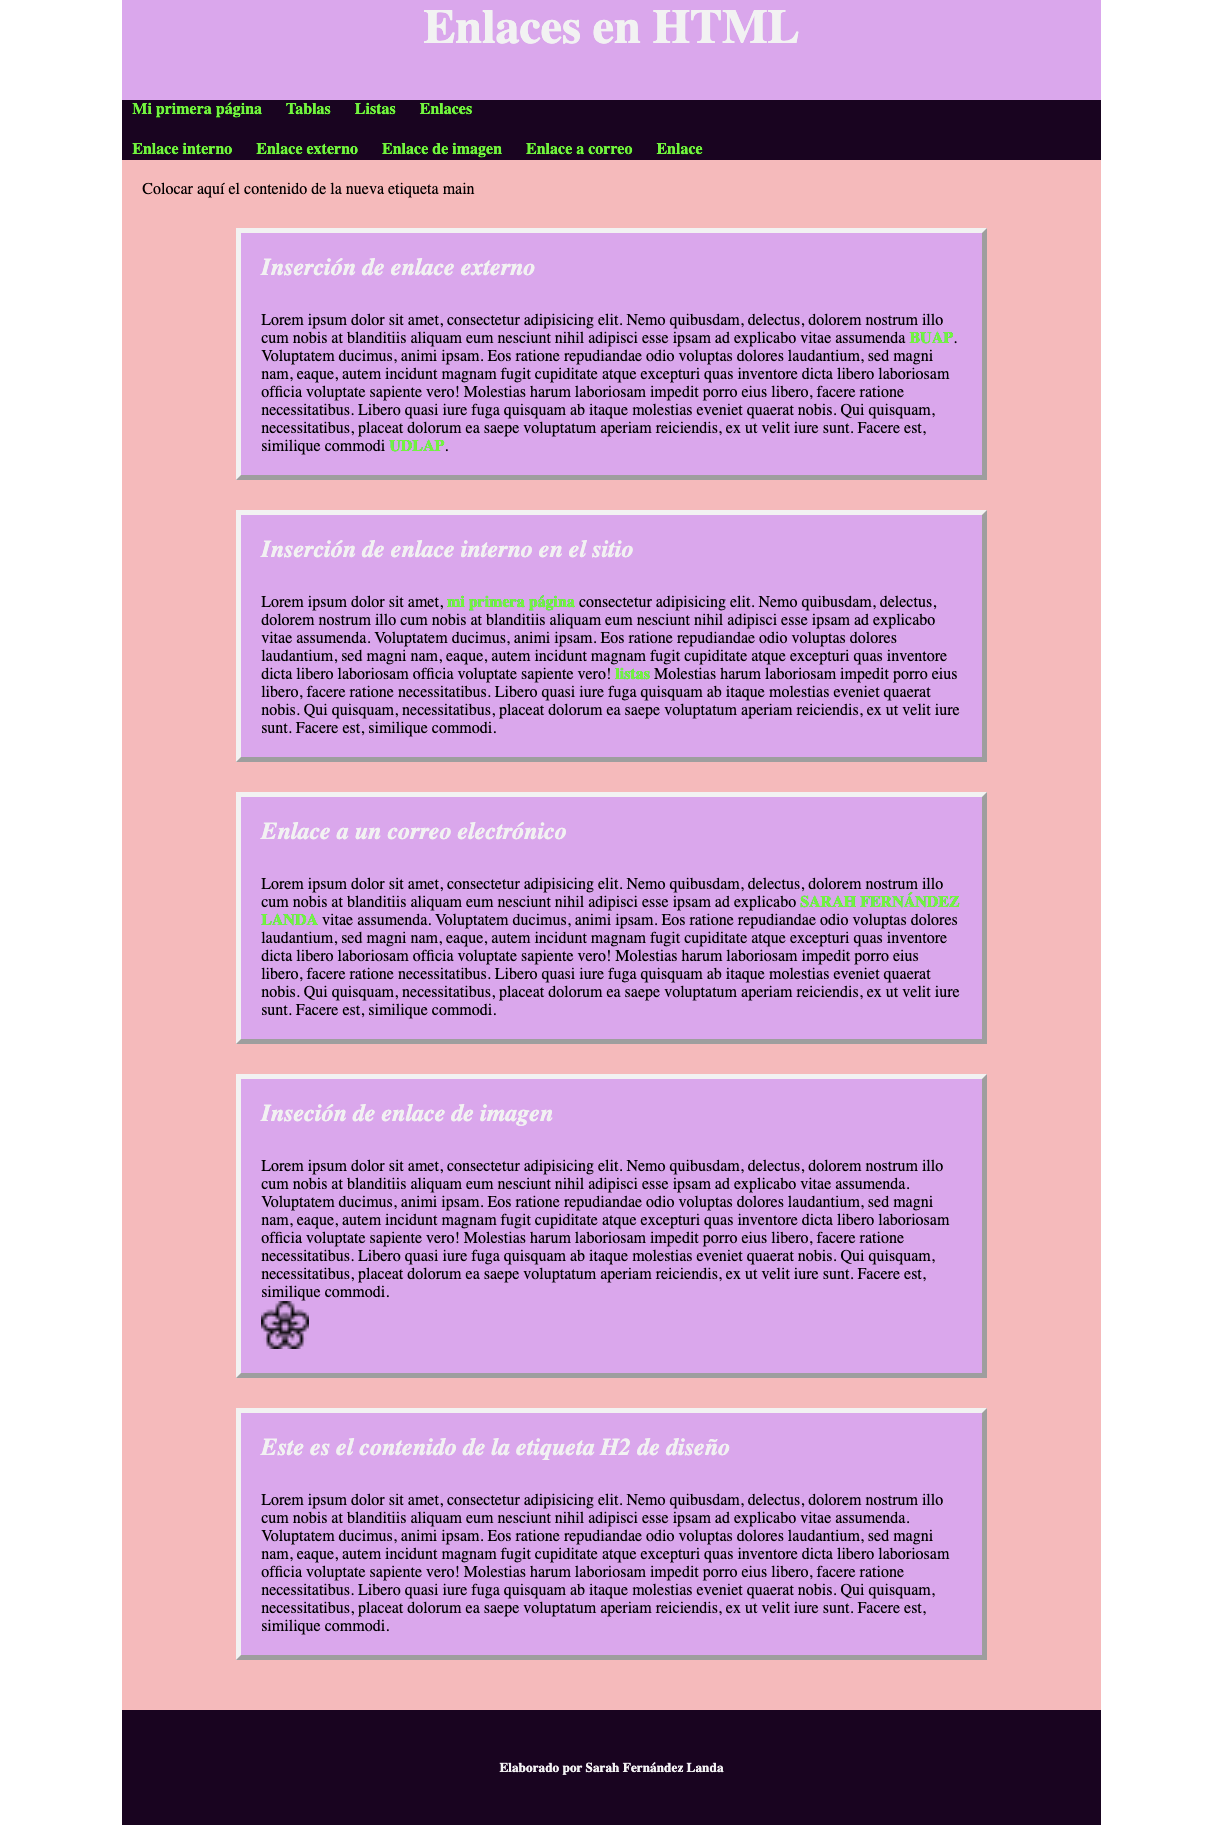 Enlaces en HTML
Mi primera página Tablas Listas Enlaces
Enlace interno Enlace externo Enlace de imagen Enlace a correo Enlace
Colocar aquí el contenido de la nueva etiqueta main
Inserción de enlace externo
Lorem ipsum dolor sit amet, consectetur adipisicing elit. Nemo quibusdam, delectus, dolorem nostrum illo
cum nobis at blanditiis aliquam eum nesciunt nihil adipisci esse ipsam ad explicabo vitae assumenda BUAP.
Voluptatem ducimus, animi ipsam. Eos ratione repudiandae odio voluptas dolores laudantium, sed magni
nam, eaque, autem incidunt magnam fugit cupiditate atque excepturi quas inventore dicta libero laboriosam
officia voluptate sapiente vero! Molestias harum laboriosam impedit porro eius libero, facere ratione
necessitatibus. Libero quasi iure fuga quisquam ab itaque molestias eveniet quaerat nobis. Qui quisquam,
necessitatibus, placeat dolorum ea saepe voluptatum aperiam reiciendis, ex ut velit iure sunt. Facere est,
similique commodi UDLAP.
Inserción de enlace interno en el sitio
Lorem ipsum dolor sit amet, mi primera página consectetur adipisicing elit. Nemo quibusdam, delectus,
dolorem nostrum illo cum nobis at blanditiis aliquam eum nesciunt nihil adipisci esse ipsam ad explicabo
vitae assumenda. Voluptatem ducimus, animi ipsam. Eos ratione repudiandae odio voluptas dolores
laudantium, sed magni nam, eaque, autem incidunt magnam fugit cupiditate atque excepturi quas inventore
dicta libero laboriosam officia voluptate sapiente vero! listas Molestias harum laboriosam impedit porro eius
libero, facere ratione necessitatibus. Libero quasi iure fuga quisquam ab itaque molestias eveniet quaerat
nobis. Qui quisquam, necessitatibus, placeat dolorum ea saepe voluptatum aperiam reiciendis, ex ut velit iure
sunt. Facere est, similique commodi.
Enlace a un correo electrónico
Lorem ipsum dolor sit amet, consectetur adipisicing elit. Nemo quibusdam, delectus, dolorem nostrum illo
cum nobis at blanditiis aliquam eum nesciunt nihil adipisci esse ipsam ad explicabo SARAH FERNÁNDEZ
LANDA vitae assumenda. Voluptatem ducimus, animi ipsam. Eos ratione repudiandae odio voluptas dolores
laudantium, sed magni nam, eaque, autem incidunt magnam fugit cupiditate atque excepturi quas inventore
dicta libero laboriosam officia voluptate sapiente vero! Molestias harum laboriosam impedit porro eius
libero, facere ratione necessitatibus. Libero quasi iure fuga quisquam ab itaque molestias eveniet quaerat
nobis. Qui quisquam, necessitatibus, placeat dolorum ea saepe voluptatum aperiam reiciendis, ex ut velit iure
sunt. Facere est, similique commodi.
Inseción de enlace de imagen
Lorem ipsum dolor sit amet, consectetur adipisicing elit. Nemo quibusdam, delectus, dolorem nostrum illo
cum nobis at blanditiis aliquam eum nesciunt nihil adipisci esse ipsam ad explicabo vitae assumenda.
Voluptatem ducimus, animi ipsam. Eos ratione repudiandae odio voluptas dolores laudantium, sed magni
nam, eaque, autem incidunt magnam fugit cupiditate atque excepturi quas inventore dicta libero laboriosam
officia voluptate sapiente vero! Molestias harum laboriosam impedit porro eius libero, facere ratione
necessitatibus. Libero quasi iure fuga quisquam ab itaque molestias eveniet quaerat nobis. Qui quisquam,
necessitatibus, placeat dolorum ea saepe voluptatum aperiam reiciendis, ex ut velit iure sunt. Facere est,
similique commodi.
Este es el contenido de la etiqueta H2 de diseño
Lorem ipsum dolor sit amet, consectetur adipisicing elit. Nemo quibusdam, delectus, dolorem nostrum illo
cum nobis at blanditiis aliquam eum nesciunt nihil adipisci esse ipsam ad explicabo vitae assumenda.
Voluptatem ducimus, animi ipsam. Eos ratione repudiandae odio voluptas dolores laudantium, sed magni
nam, eaque, autem incidunt magnam fugit cupiditate atque excepturi quas inventore dicta libero laboriosam
officia voluptate sapiente vero! Molestias harum laboriosam impedit porro eius libero, facere ratione
necessitatibus. Libero quasi iure fuga quisquam ab itaque molestias eveniet quaerat nobis. Qui quisquam,
necessitatibus, placeat dolorum ea saepe voluptatum aperiam reiciendis, ex ut velit iure sunt. Facere est,
similique commodi.
Elaborado por Sarah Fernández Landa